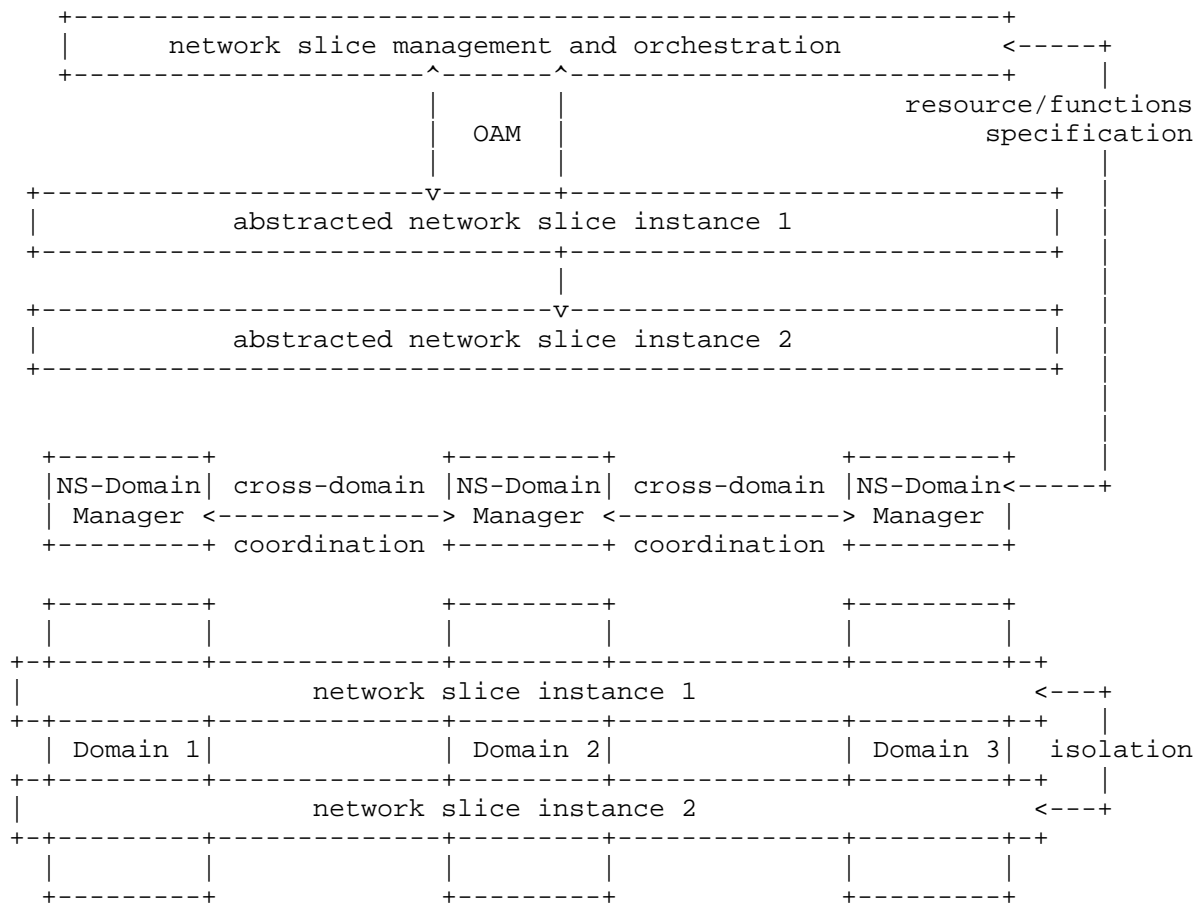 network slice management and orchestration
resource/functions
OAM specification
abstracted network slice instance 1
abstracted network slice instance 2
NS-Domain cross-domain NS-Domain cross-domain NS-Domain
Manager Manager Manager
coordination coordination
network slice instance 1
Domain 1 Domain 2 Domain 3 isolation
network slice instance 2